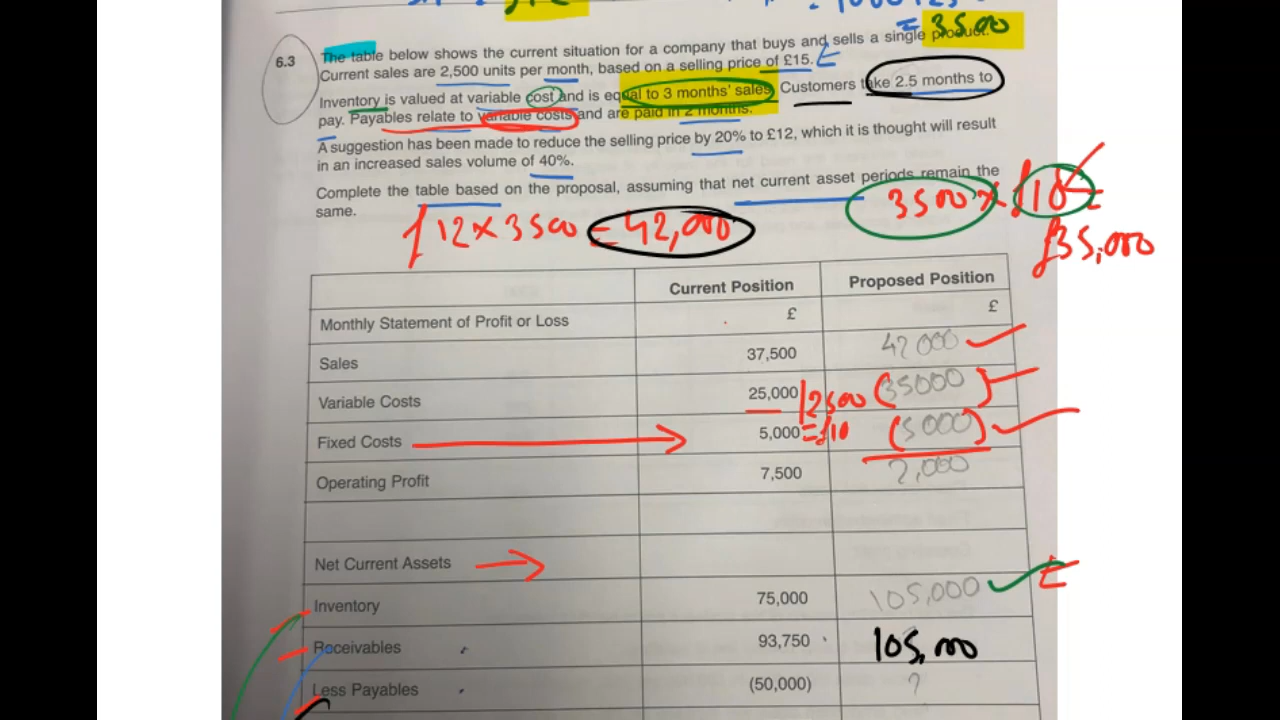 = 3500
6.3
The table below shows the current situation for a company that buys and sells a single product.
Current sales are 2,500 units per month, based on a selling price of £15.
Inventory is valued at variable cost and is equal to 3 months' sales. Customers take 2.5 months to
pay. Payables relate to variable costs and are paid in 2 months.
A suggestion has been made to reduce the selling price by 20% to £12, which it is thought will result
in an increased sales volume of 40%.
Complete the table based on the proposal, assuming that net current asset periods remain the
same.
3500 × £10 =
£35,000
£12 × 3500 = 42,000
Current Position Proposed Position
Monthly Statement of Profit or Loss £ £
Sales 37,500 42000
Variable Costs 25,000 /2500 (35000)
Fixed Costs 5,000 =£10 (5000)
Operating Profit 7,500 2,000
Net Current Assets
Inventory 75,000 105,000
Receivables 93,750 105,000
Less Payables (50,000) ?